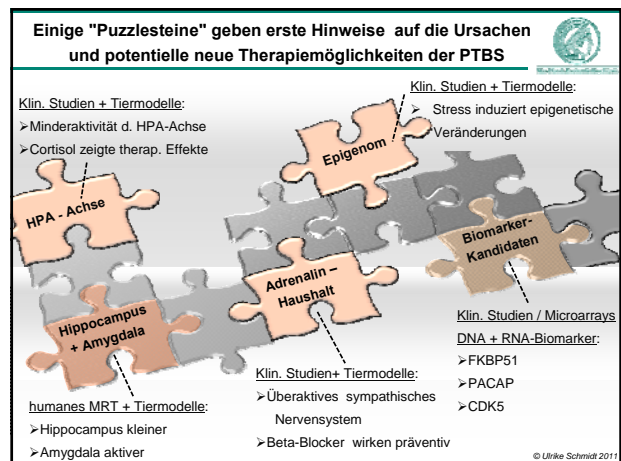 Einige "Puzzlesteine" geben erste Hinweise auf die Ursachen
und potentielle neue Therapiemöglichkeiten der PTBS
Klin. Studien + Tiermodelle:
➢Minderaktivität d. HPA-Achse
➢Cortisol zeigte therap. Effekte
Klin. Studien + Tiermodelle:
➢ Stress induziert epigenetische
Veränderungen
Epigenom
HPA - Achse
Biomarker-
Kandidaten
Adrenalin –
Haushalt
Hippocampus
+ Amygdala
Klin. Studien / Microarrays
DNA + RNA-Biomarker:
➢FKBP51
➢PACAP
➢CDK5
Klin. Studien+ Tiermodelle:
➢Überaktives sympathisches
Nervensystem
➢Beta-Blocker wirken präventiv
humanes MRT + Tiermodelle:
➢Hippocampus kleiner
➢Amygdala aktiver
© Ulrike Schmidt 2011